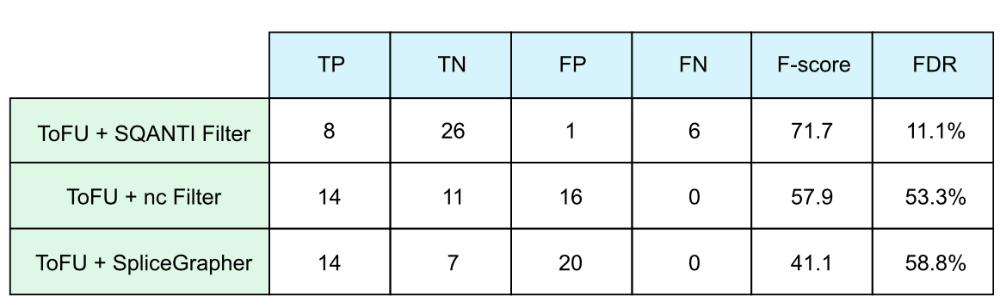 TP TN FP FN F-score FDR
ToFU + SQANTI Filter 8 26 1 6 71.7 11.1%
ToFU + nc Filter 14 11 16 0 57.9 53.3%
ToFU + SpliceGrapher 14 7 20 0 41.1 58.8%